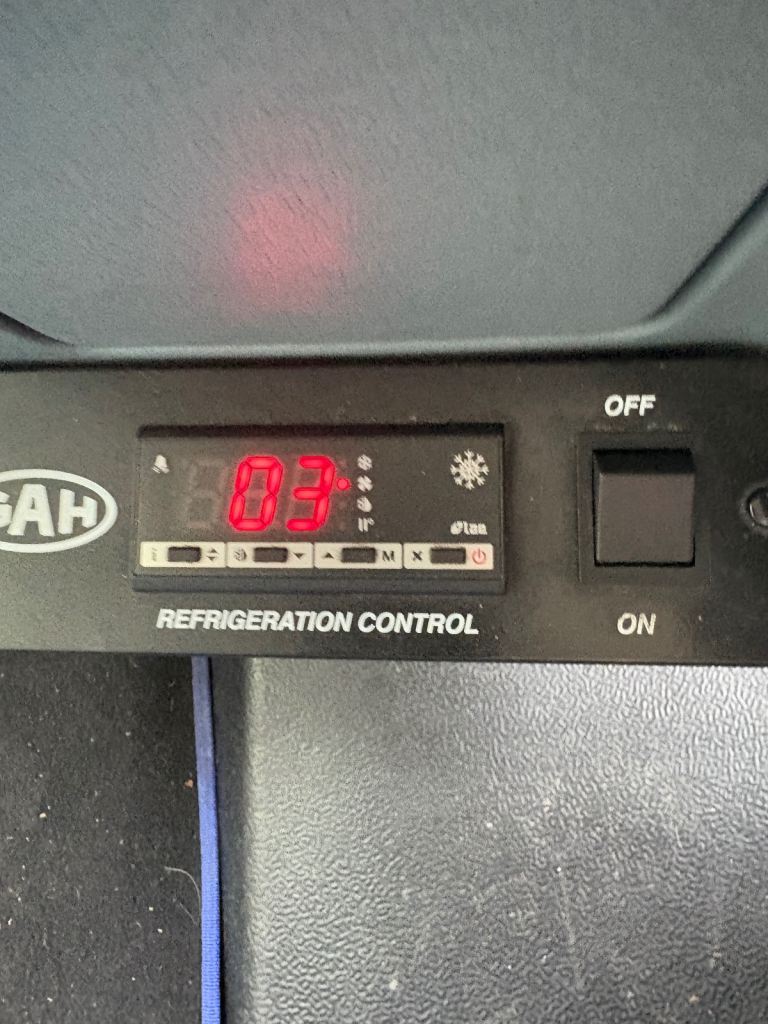 OFF
GAH
03°
i M X
REFRIGERATION CONTROL
ON